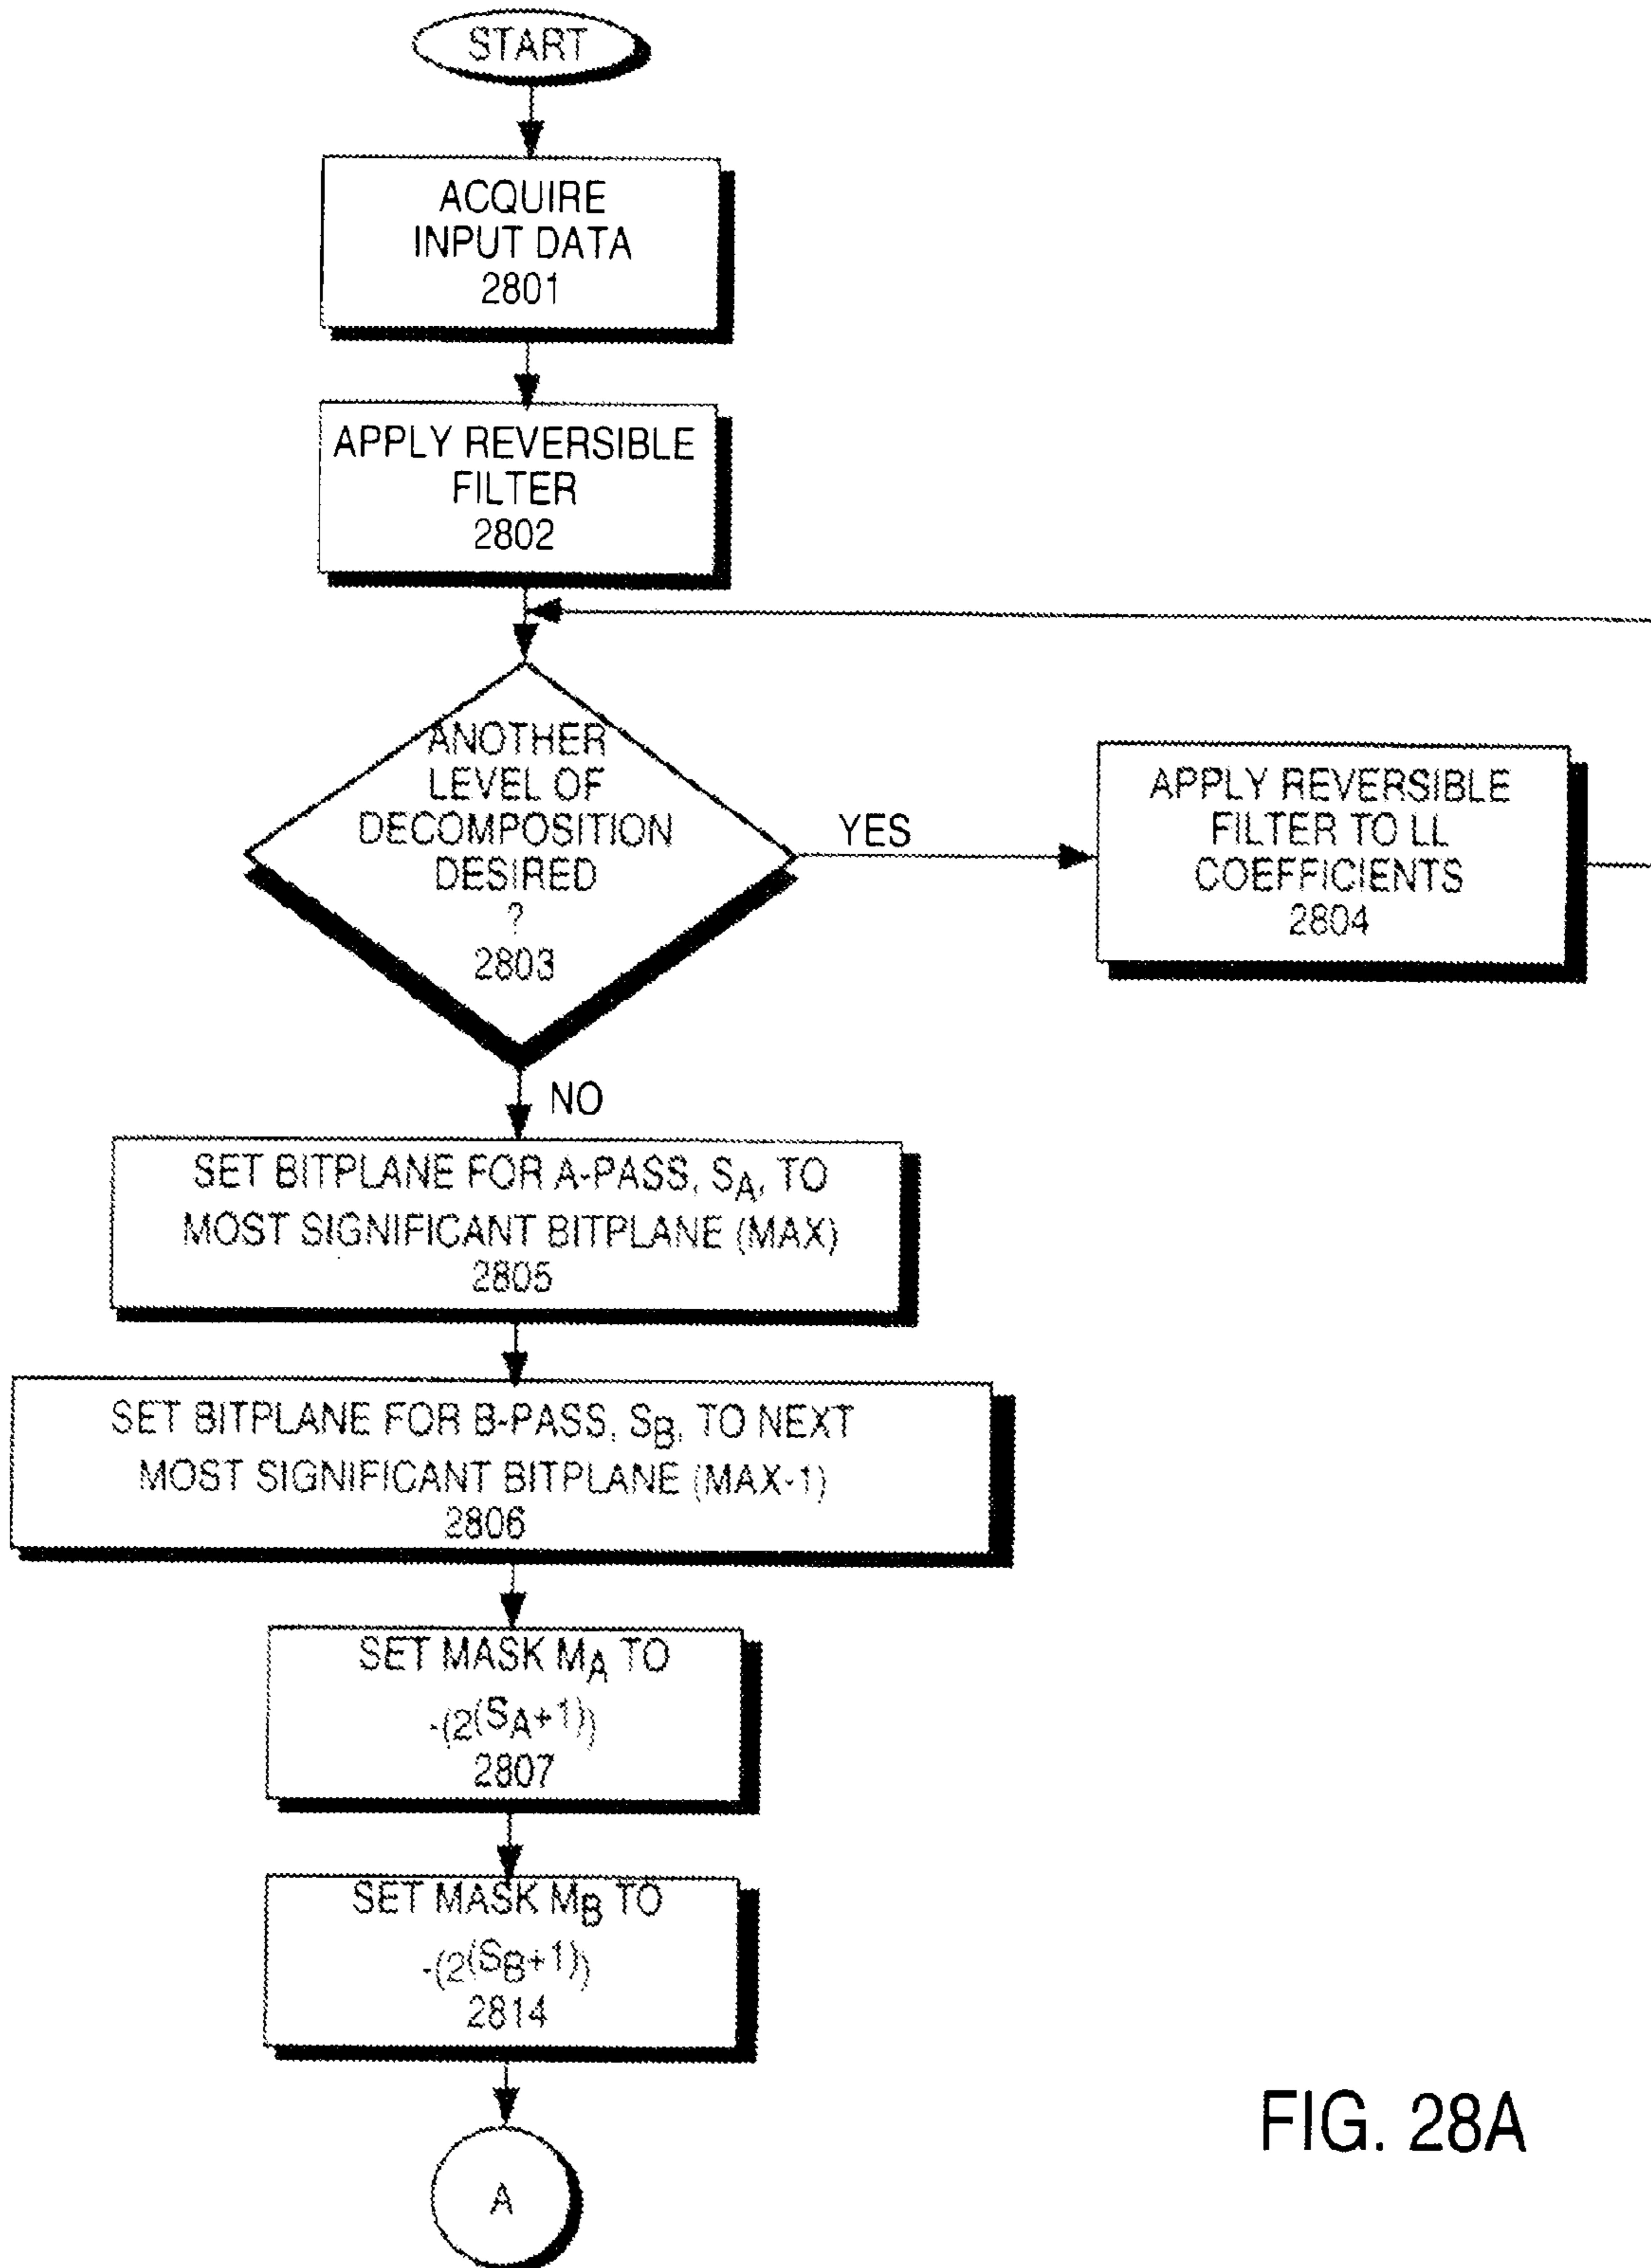 START
ACQUIRE
INPUT DATA
2801
APPLY REVERSIBLE
FILTER
2802
ANOTHER
LEVEL OF
DECOMPOSITION
DESIRED
?
2803
YES
APPLY REVERSIBLE
FILTER TO LL
COEFFICIENTS
2804
NO
SET BITPLANE FOR A-PASS, SA, TO
MOST SIGNIFICANT BITPLANE (MAX)
2805
SET BITPLANE FOR B-PASS, SB, TO NEXT
MOST SIGNIFICANT BITPLANE (MAX-1)
2806
SET MASK MA TO
-(2(SA+1))
2807
SET MASK MB TO
-(2(SB+1))
2814
A
FIG. 28A